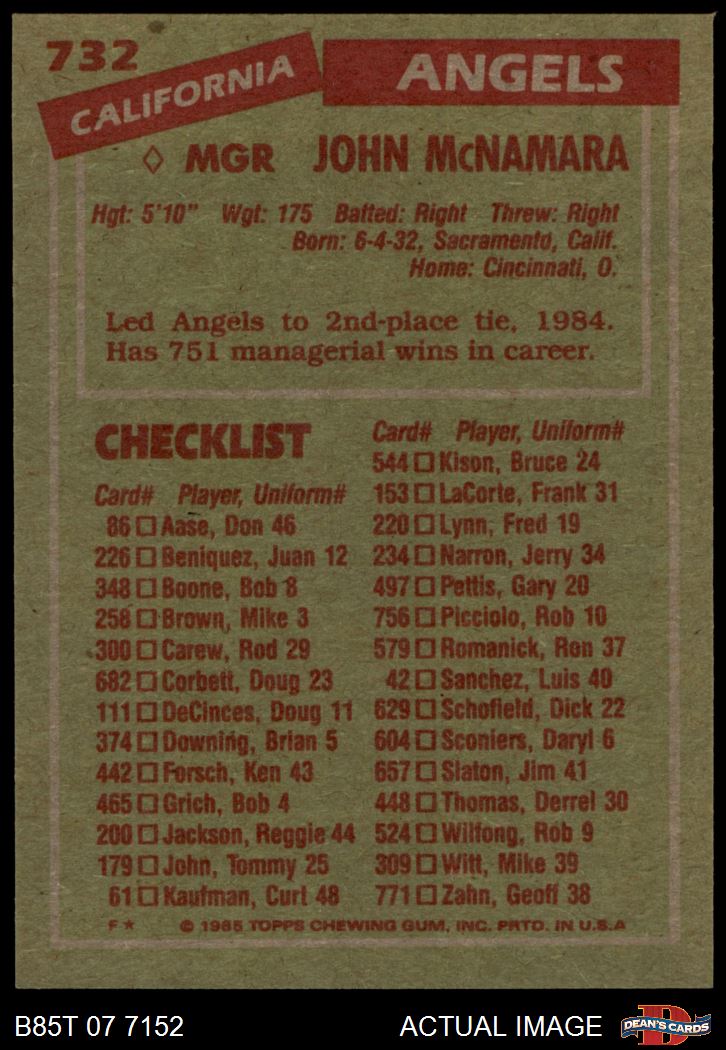 732
CALIFORNIA ANGELS
◊ MGR JOHN McNAMARA
Hgt: 5'10" Wgt: 175 Batted: Right Threw: Right
Born: 6-4-32, Sacramento, Calif.
Home: Cincinnati, O.
Led Angels to 2nd-place tie, 1984.
Has 751 managerial wins in career.
CHECKLIST
Card# Player, Uniform#
86 □ Aase, Don 46
226 □ Beniquez, Juan 12
348 □ Boone, Bob 8
258 □ Brown, Mike 3
300 □ Carew, Rod 29
682 □ Corbett, Doug 23
111 □ DeCinces, Doug 11
374 □ Downing, Brian 5
442 □ Forsch, Ken 43
465 □ Grich, Bob 4
200 □ Jackson, Reggie 44
179 □ John, Tommy 25
61 □ Kaufman, Curt 48
Card# Player, Uniform#
544 □ Kison, Bruce 24
153 □ LaCorte, Frank 31
220 □ Lynn, Fred 19
234 □ Narron, Jerry 34
497 □ Pettis, Gary 20
756 □ Picciolo, Rob 10
579 □ Romanick, Ron 37
42 □ Sanchez, Luis 40
629 □ Schofield, Dick 22
604 □ Sconiers, Daryl 6
657 □ Slaton, Jim 41
448 □ Thomas, Derrel 30
524 □ Wilfong, Rob 9
309 □ Witt, Mike 39
771 □ Zahn, Geoff 38
F★ © 1985 TOPPS CHEWING GUM, INC. PRTD. IN U.S.A
B85T 07 7152
ACTUAL IMAGE
DEAN'S CARDS